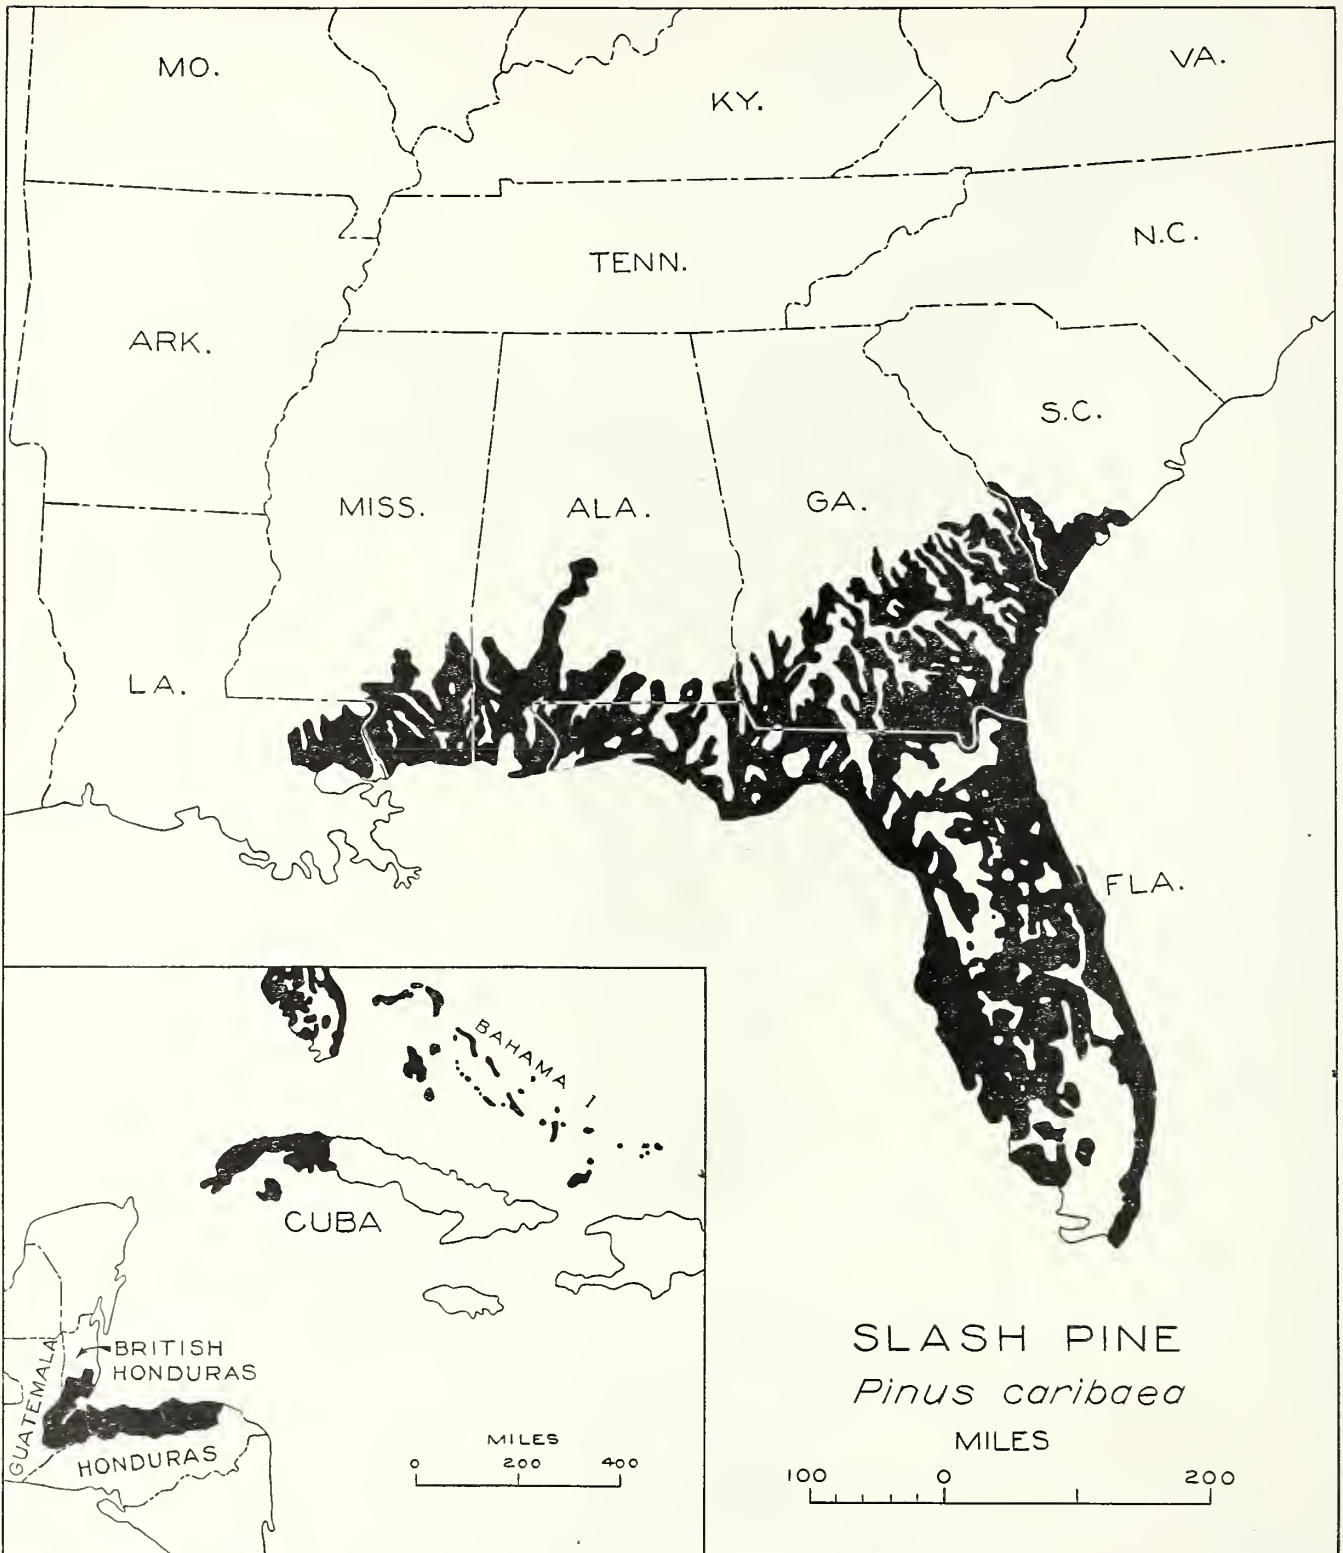 MO.
KY.
VA.
TENN.
N.C.
ARK.
S.C.
MISS.
ALA.
GA.
LA.
FLA.
BAHAMA I
CUBA
BRITISH
HONDURAS
GUATEMALA
HONDURAS
MILES
0 200 400
SLASH PINE
Pinus caribaea
MILES
100 0 200